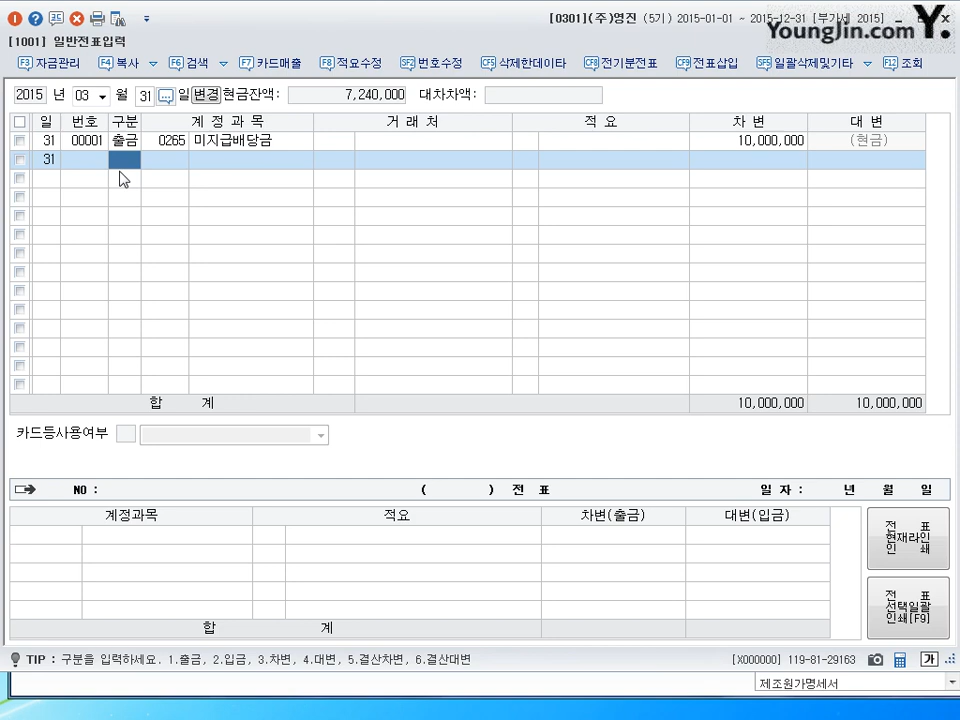 [0301](주)영진 (5기) 2015-01-01 ~ 2015-12-31 [부가세 2015]
YoungJin.com Y.
[1001] 일반전표입력
F3 자금관리 F4 복사 F6 검색 F7 카드매출 F8 적요수정 SF2 번호수정 CF5 삭제한데이타 CF8 전기분전표 CF9 전표삽입 SF5 일괄삭제및기타 F12 조회
2015 년 03 월 31 일 변경 현금잔액: 7,240,000 대차차액:
일 번호 구분 계 정 과 목 거 래 처 적 요 차 변 대 변
31 00001 출금 0265 미지급배당금 10,000,000 (현금)
31
합 계 10,000,000 10,000,000
카드등사용여부
NO : ( ) 전 표 일 자 : 년 월 일
계정과목 적요 차변(출금) 대변(입금)
전 표
현재라인
인 쇄
전 표
선택일괄
인쇄[F9]
합 계
TIP : 구분을 입력하세요. 1.출금, 2.입금, 3.차변, 4.대변, 5.결산차변, 6.결산대변
[X000000] 119-81-29163 가
제조원가명세서